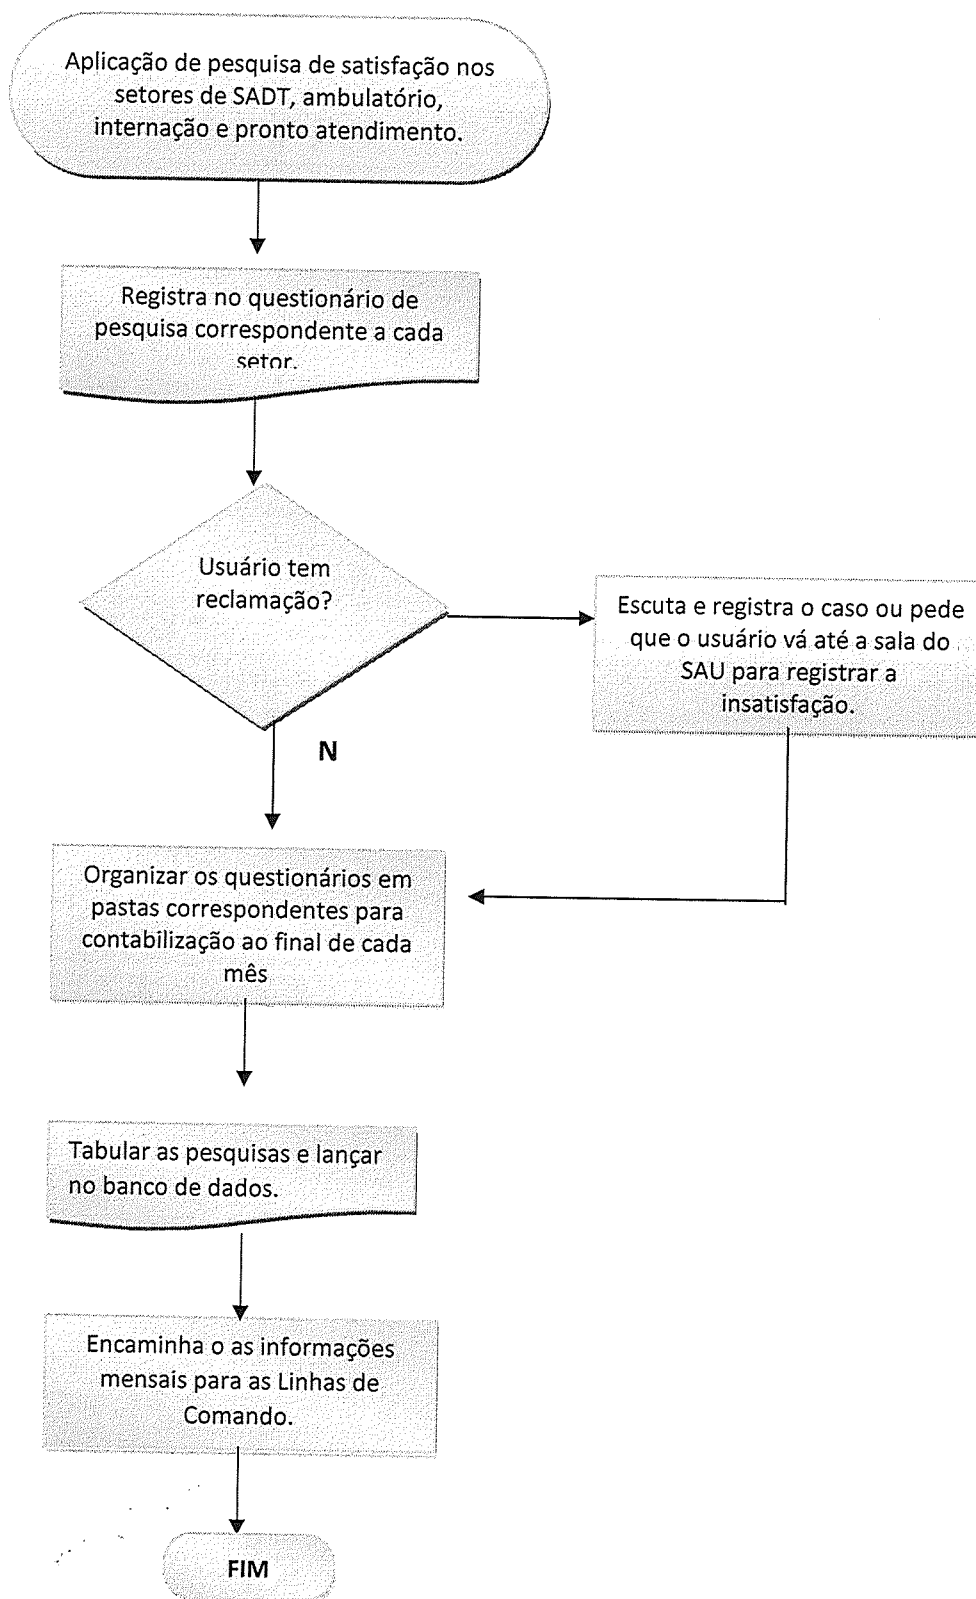 Aplicação de pesquisa de satisfação nos
setores de SADT, ambulatório,
internação e pronto atendimento.
Registra no questionário de
pesquisa correspondente a cada
setor.
Usuário tem
reclamação?
Escuta e registra o caso ou pede
que o usuário vá até a sala do
SAU para registrar a
insatisfação.
N
Organizar os questionários em
pastas correspondentes para
contabilização ao final de cada
mês
Tabular as pesquisas e lançar
no banco de dados.
Encaminha o as informações
mensais para as Linhas de
Comando.
FIM